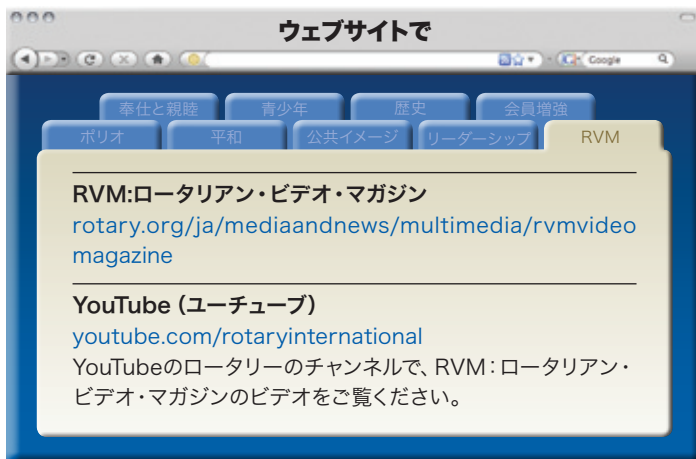 ウェブサイトで
Google
奉仕と親睦 青少年 歴史 会員増強
ポリオ 平和 公共イメージ リーダーシップ RVM
RVM:ロータリアン・ビデオ・マガジン
rotary.org/ja/mediaandnews/multimedia/rvmvideo
magazine
YouTube（ユーチューブ）
youtube.com/rotaryinternational
YouTubeのロータリーのチャンネルで、RVM：ロータリアン・
ビデオ・マガジンのビデオをご覧ください。